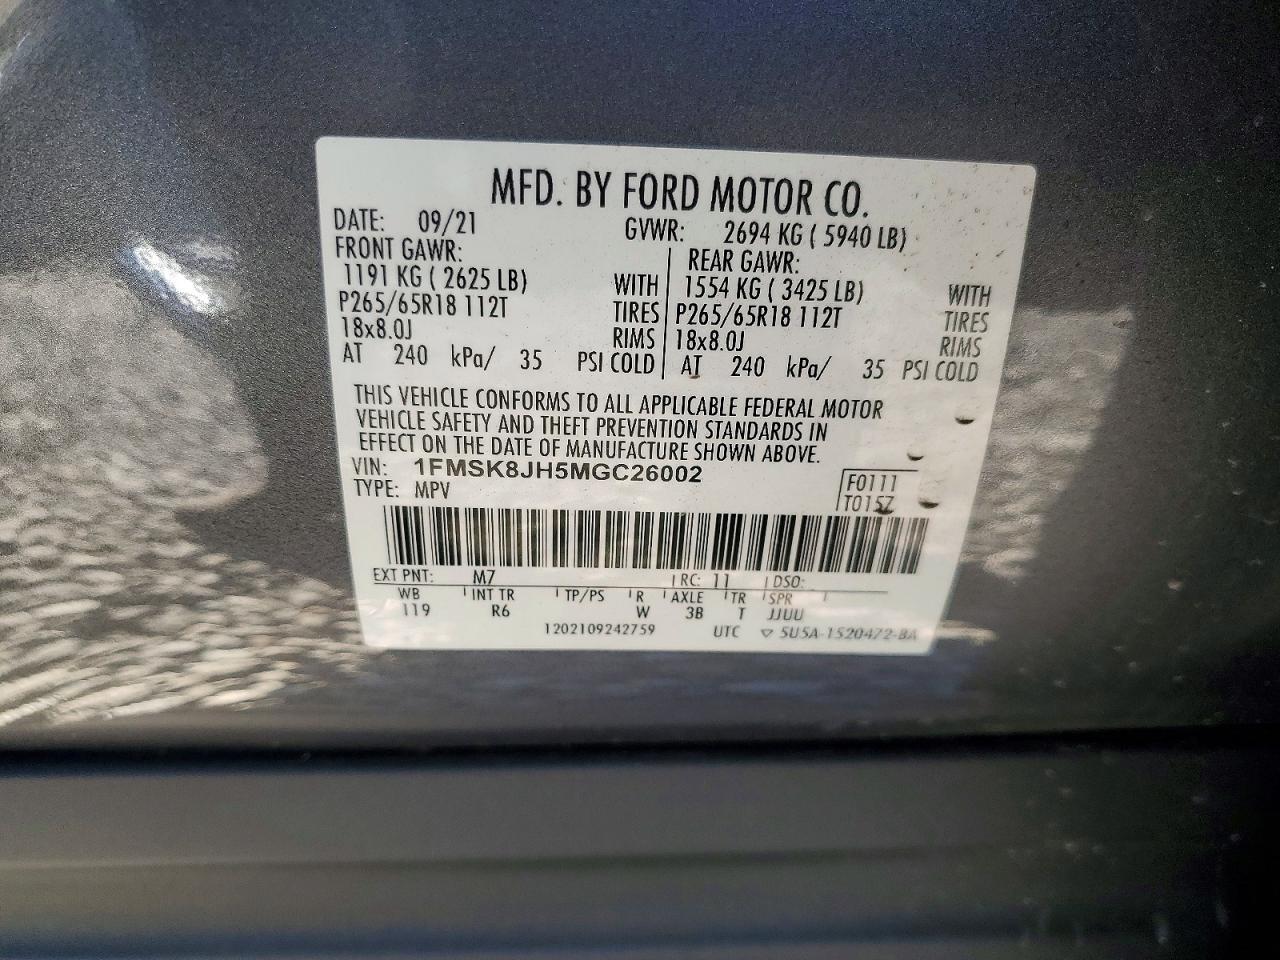 MFD. BY FORD MOTOR CO.
DATE: 09/21 GVWR: 2694 KG ( 5940 LB)
FRONT GAWR: REAR GAWR:
1191 KG ( 2625 LB) WITH 1554 KG ( 3425 LB) WITH
P265/65R18 112T TIRES P265/65R18 112T TIRES
18x8.0J RIMS 18x8.0J RIMS
AT 240 kPa/ 35 PSI COLD AT 240 kPa/ 35 PSI COLD
THIS VEHICLE CONFORMS TO ALL APPLICABLE FEDERAL MOTOR
VEHICLE SAFETY AND THEFT PREVENTION STANDARDS IN
EFFECT ON THE DATE OF MANUFACTURE SHOWN ABOVE.
VIN: 1FMSK8JH5MGC26002
TYPE: MPV
F0111
T015Z
EXT PNT: M7 RC: 11 DSO:
WB INT TR TP/PS R AXLE TR SPR
119 R6 W 3B T JJUU
1202109242759 UTC ▽ 5U5A-1520472-BA